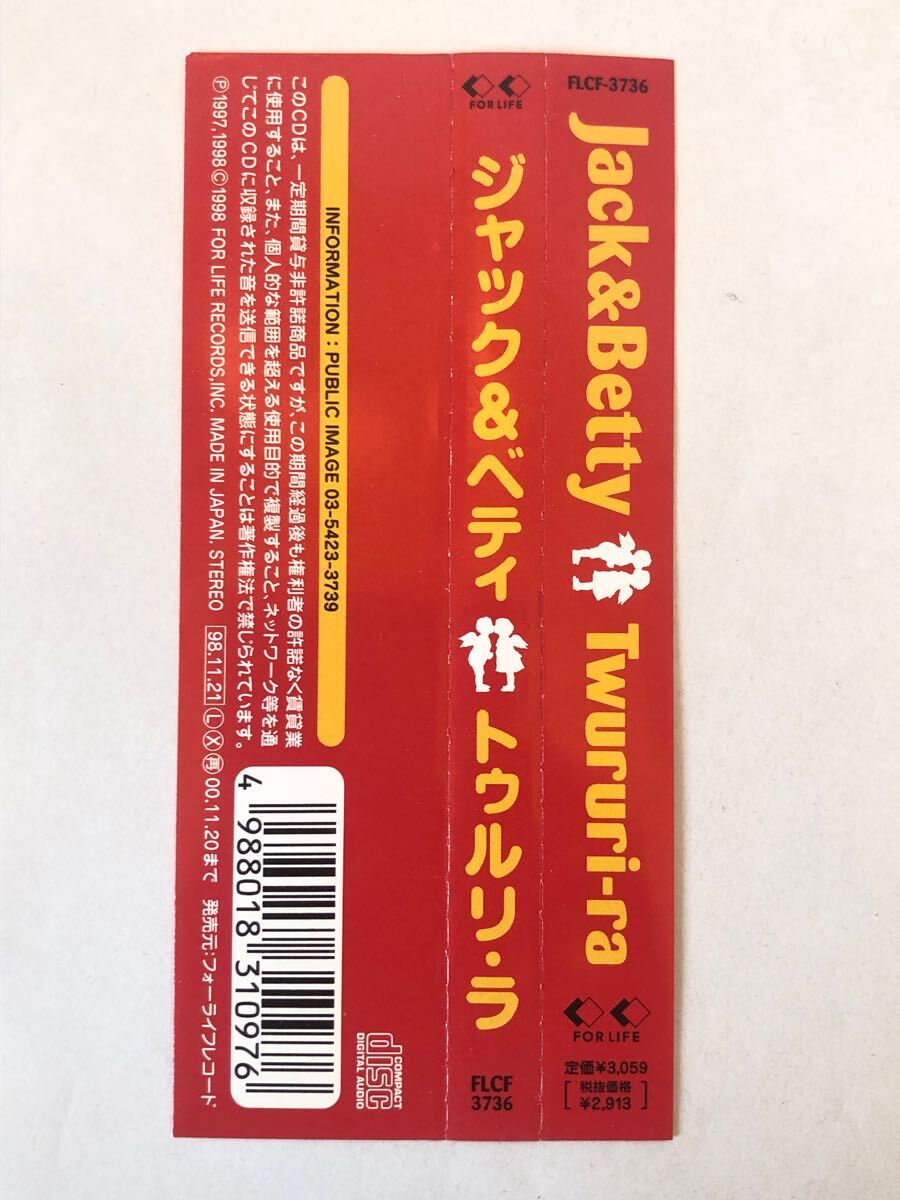 FLCF-3736
Jack&Betty Twururi-ra
FOR LIFE
定価¥3,059
税抜価格
¥2,913
FOR LIFE
ジャック&ベティ トゥルリ・ラ
FLCF
3736
INFORMATION : PUBLIC IMAGE 03-5423-3739
このCDは、一定期間貸与非許諾商品ですが、この期間経過後も権利者の許諾なく賃貸業
に使用すること、また、個人的な範囲を超える使用目的で複製すること、ネットワーク等を通
じてこのCDに収録された音を送信できる状態にすることは著作権法で禁じられています。
Ⓟ1997,1998 Ⓒ1998 FOR LIFE RECORDS,INC. MADE IN JAPAN. STEREO 98.11.21 Ⓛ Ⓧ 再 00.11.20まで 発売元:フォーライフレコード
4 988018 310976
COMPACT
disc
DIGITAL AUDIO